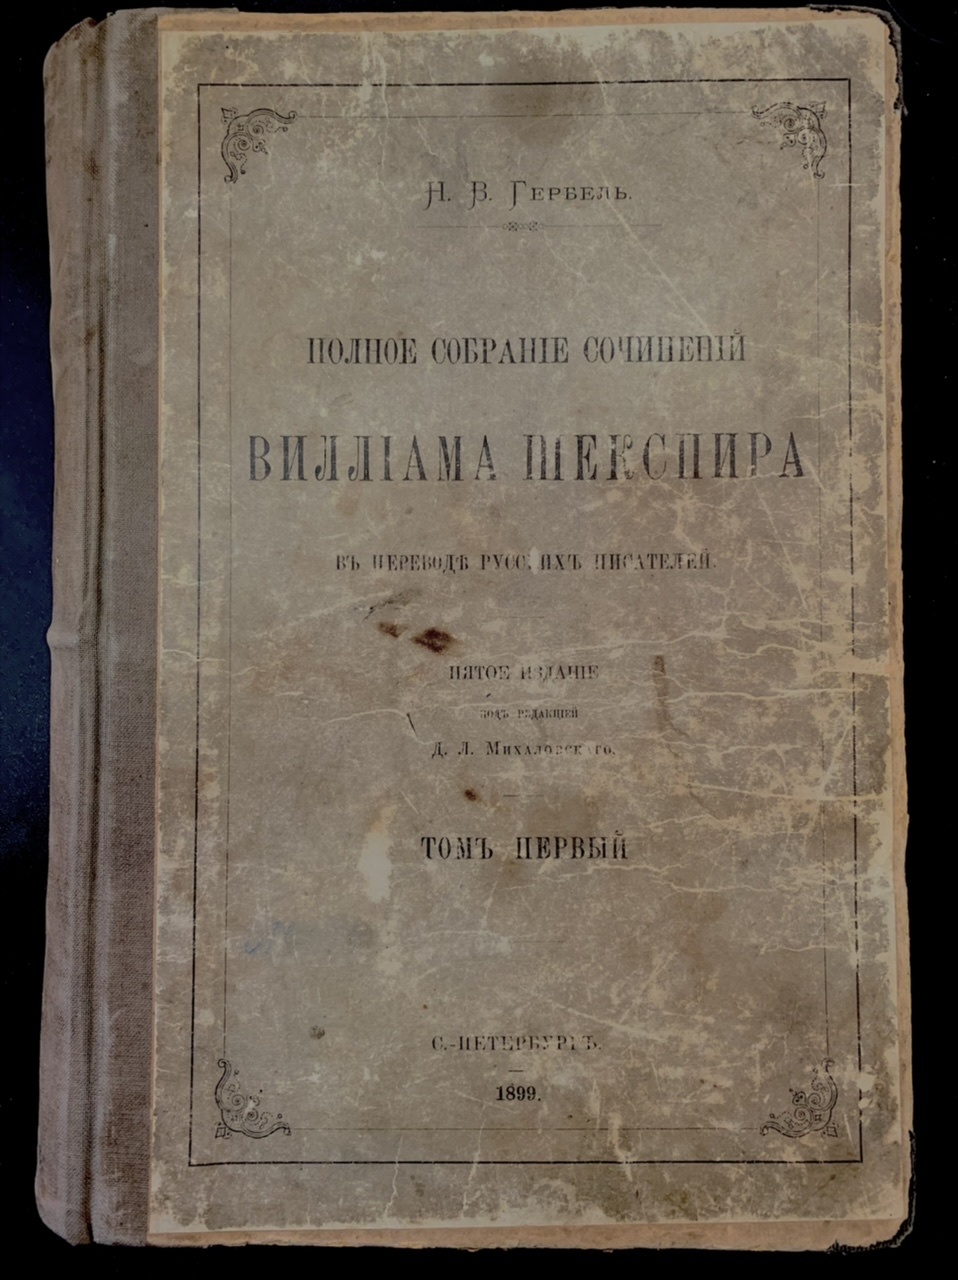 Н. В. Гербель.
ПОЛНОЕ СОБРАНІЕ СОЧИНЕНІЙ
ВИЛЛІАМА ШЕКСПИРА
ВЪ ПЕРЕВОДѢ РУССКИХЪ ПИСАТЕЛЕЙ.
ПЯТОЕ ИЗДАНІЕ
ПОДЪ РЕДАКЦІЕЙ
Д. Л. Михаловскаго.
ТОМЪ ПЕРВЫЙ
С.-ПЕТЕРБУРГЪ.
1899.